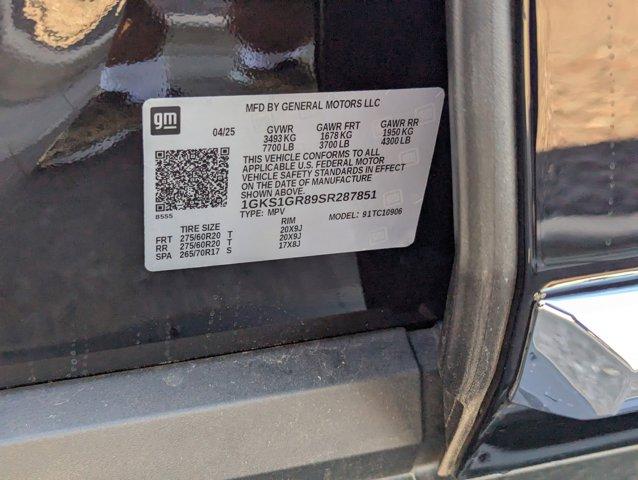 gm
MFD BY GENERAL MOTORS LLC
04/25 GVWR GAWR FRT GAWR RR
3493 KG 1678 KG 1950 KG
7700 LB 3700 LB 4300 LB
THIS VEHICLE CONFORMS TO ALL
APPLICABLE U.S. FEDERAL MOTOR
VEHICLE SAFETY STANDARDS IN EFFECT
ON THE DATE OF MANUFACTURE
SHOWN ABOVE.
1GKS1GR89SR287851
TYPE: MPV MODEL: 91TC10906
B555
TIRE SIZE RIM
FRT 275/60R20 T 20X9J
RR 275/60R20 T 20X9J
SPA 265/70R17 S 17X8J